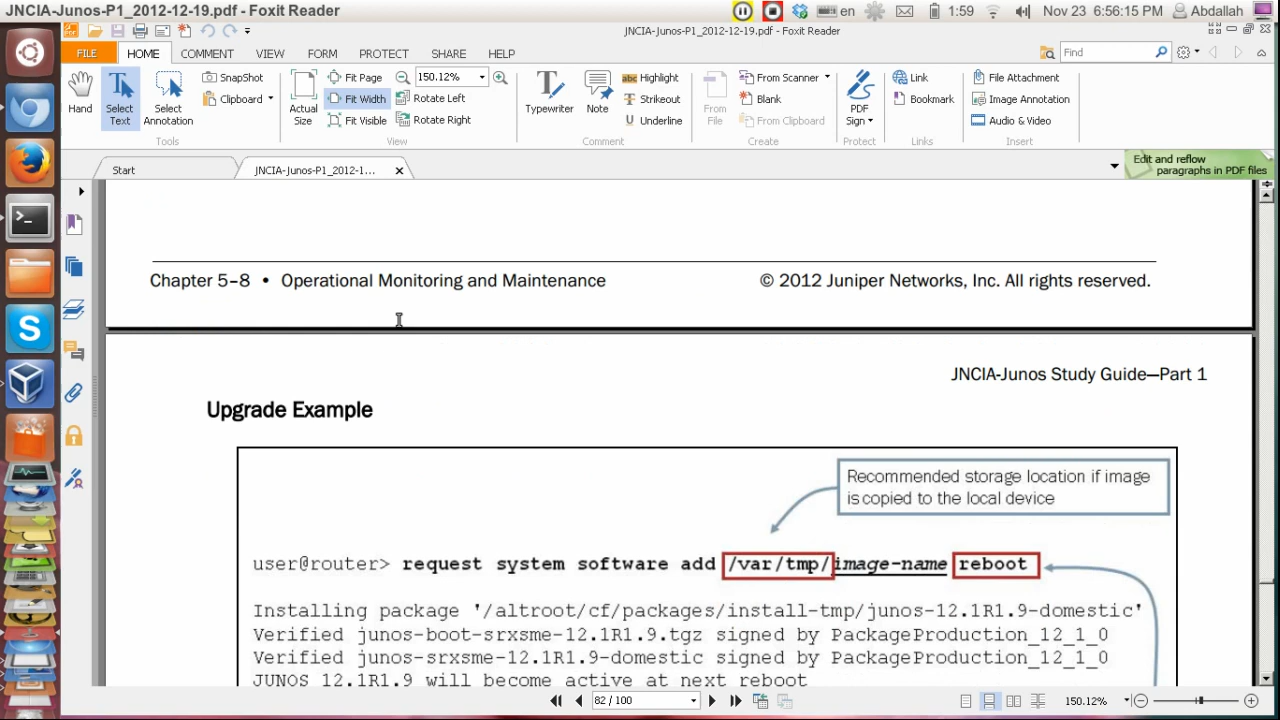 JNCIA-Junos-P1_2012-12-19.pdf - Foxit Reader
en
1:59
Nov 23 6:56:15 PM
Abdallah
JNCIA-Junos-P1_2012-12-19.pdf - Foxit Reader
FILE
HOME
COMMENT
VIEW
FORM
PROTECT
SHARE
HELP
Find
Hand
Select Text
Select Annotation
SnapShot
Clipboard
Tools
Actual Size
Fit Page
Fit Width
Fit Visible
150.12%
Rotate Left
Rotate Right
View
Typewriter
Note
Highlight
Strikeout
Underline
Comment
From File
From Scanner
Blank
From Clipboard
Create
PDF Sign
Protect
Link
Bookmark
Links
File Attachment
Image Annotation
Audio & Video
Insert
Start
JNCIA-Junos-P1_2012-1...
Edit and reflow
paragraphs in PDF files
Chapter 5–8 • Operational Monitoring and Maintenance
© 2012 Juniper Networks, Inc. All rights reserved.
JNCIA-Junos Study Guide—Part 1
Upgrade Example
Recommended storage location if image
is copied to the local device
user@router> request system software add /var/tmp/image-name reboot
Installing package '/altroot/cf/packages/install-tmp/junos-12.1R1.9-domestic'
Verified junos-boot-srxsme-12.1R1.9.tgz signed by PackageProduction_12_1_0
Verified junos-srxsme-12.1R1.9-domestic signed by PackageProduction_12_1_0
JUNOS 12.1R1.9 will become active at next reboot
82 / 100
150.12%